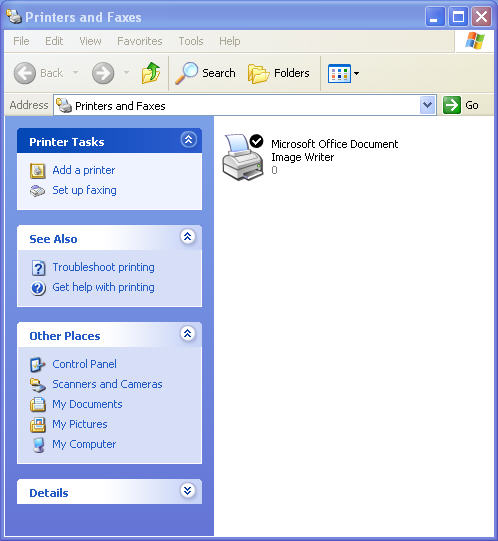 Printers and Faxes
File Edit View Favorites Tools Help
Back Search Folders
Address Printers and Faxes Go
Printer Tasks
Add a printer
Set up faxing
See Also
Troubleshoot printing
Get help with printing
Other Places
Control Panel
Scanners and Cameras
My Documents
My Pictures
My Computer
Details
Microsoft Office Document
Image Writer
0